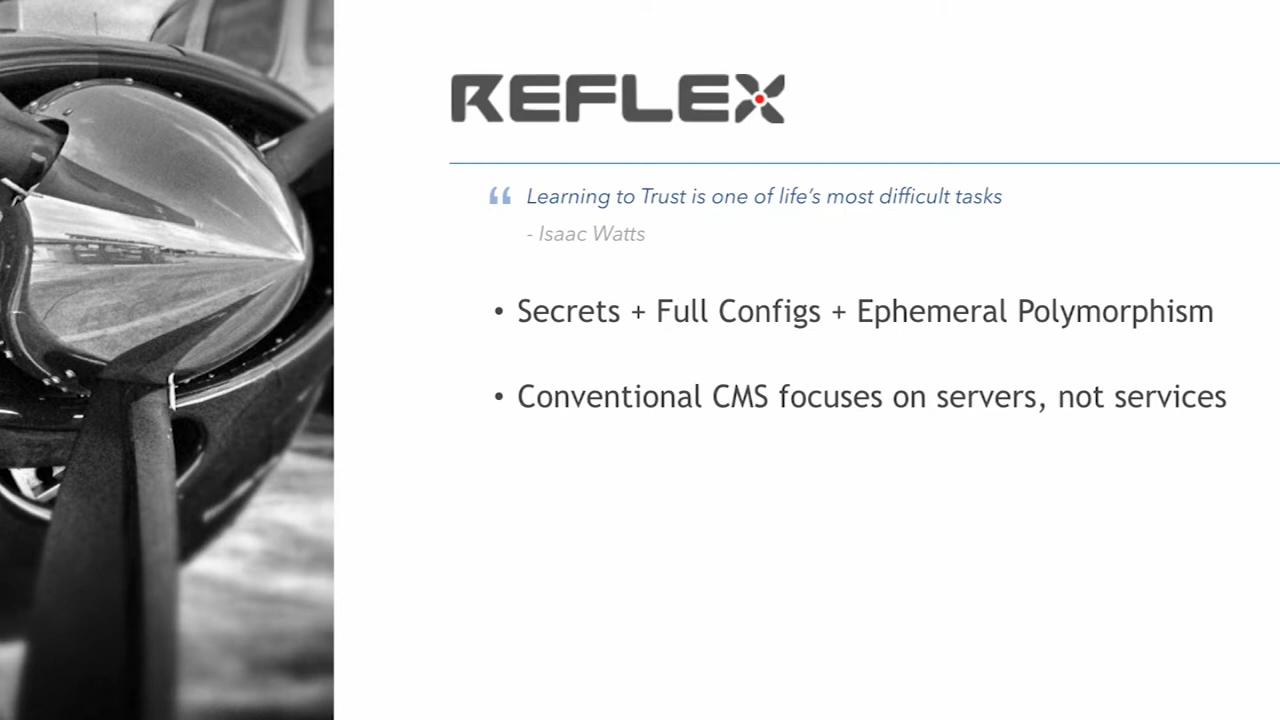 REFLEX
“ Learning to Trust is one of life’s most difficult tasks
- Isaac Watts
• Secrets + Full Configs + Ephemeral Polymorphism
• Conventional CMS focuses on servers, not services